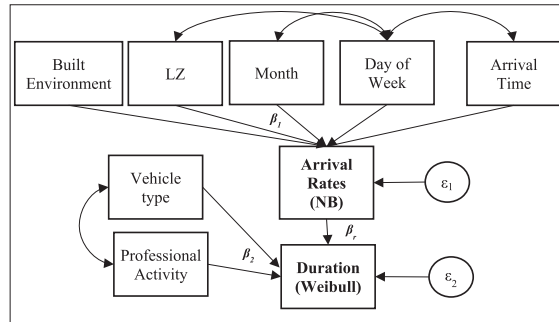 Built
Environment
LZ
Month
Day of
Week
Arrival
Time
β1
Arrival
Rates
(NB)
ε1
Vehicle
type
βr
Professional
Activity
β2
Duration
(Weibull)
ε2